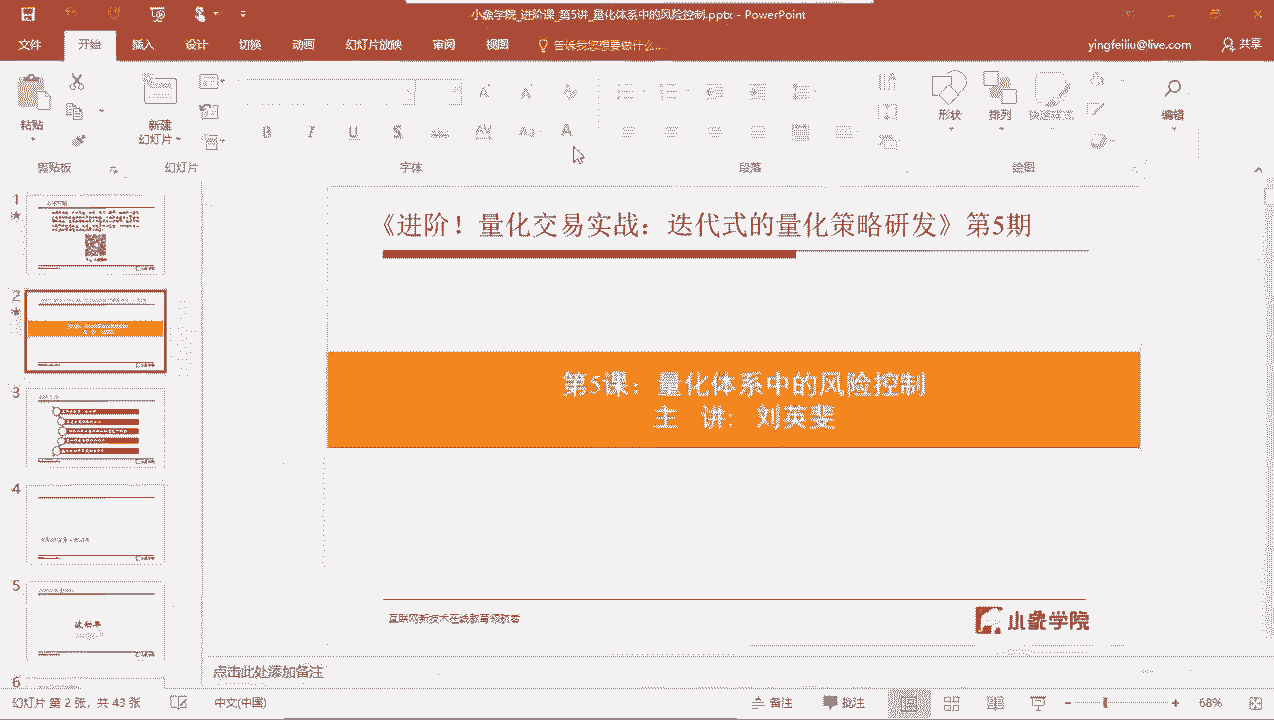 小象学院_进阶课_第5讲_量化体系中的风险控制.pptx - PowerPoint
文件 开始 插入 设计 切换 动画 幻灯片放映 审阅 视图 告诉我您想要做什么... yingfeiliu@live.com 共享
粘贴 新建 幻灯片 形状 排列 快速样式 编辑
B I U S abc AV Aa A
剪贴板 幻灯片 字体 段落 绘图
1
2
3
4
5
6
《进阶！量化交易实战：迭代式的量化策略研发》第5期
第5课：量化体系中的风险控制
主 讲： 刘英斐
互联网新技术在线教育领航者
小象学院
点击此处添加备注
幻灯片 第 2 张，共 43 张 中文(中国) 备注 批注 68%